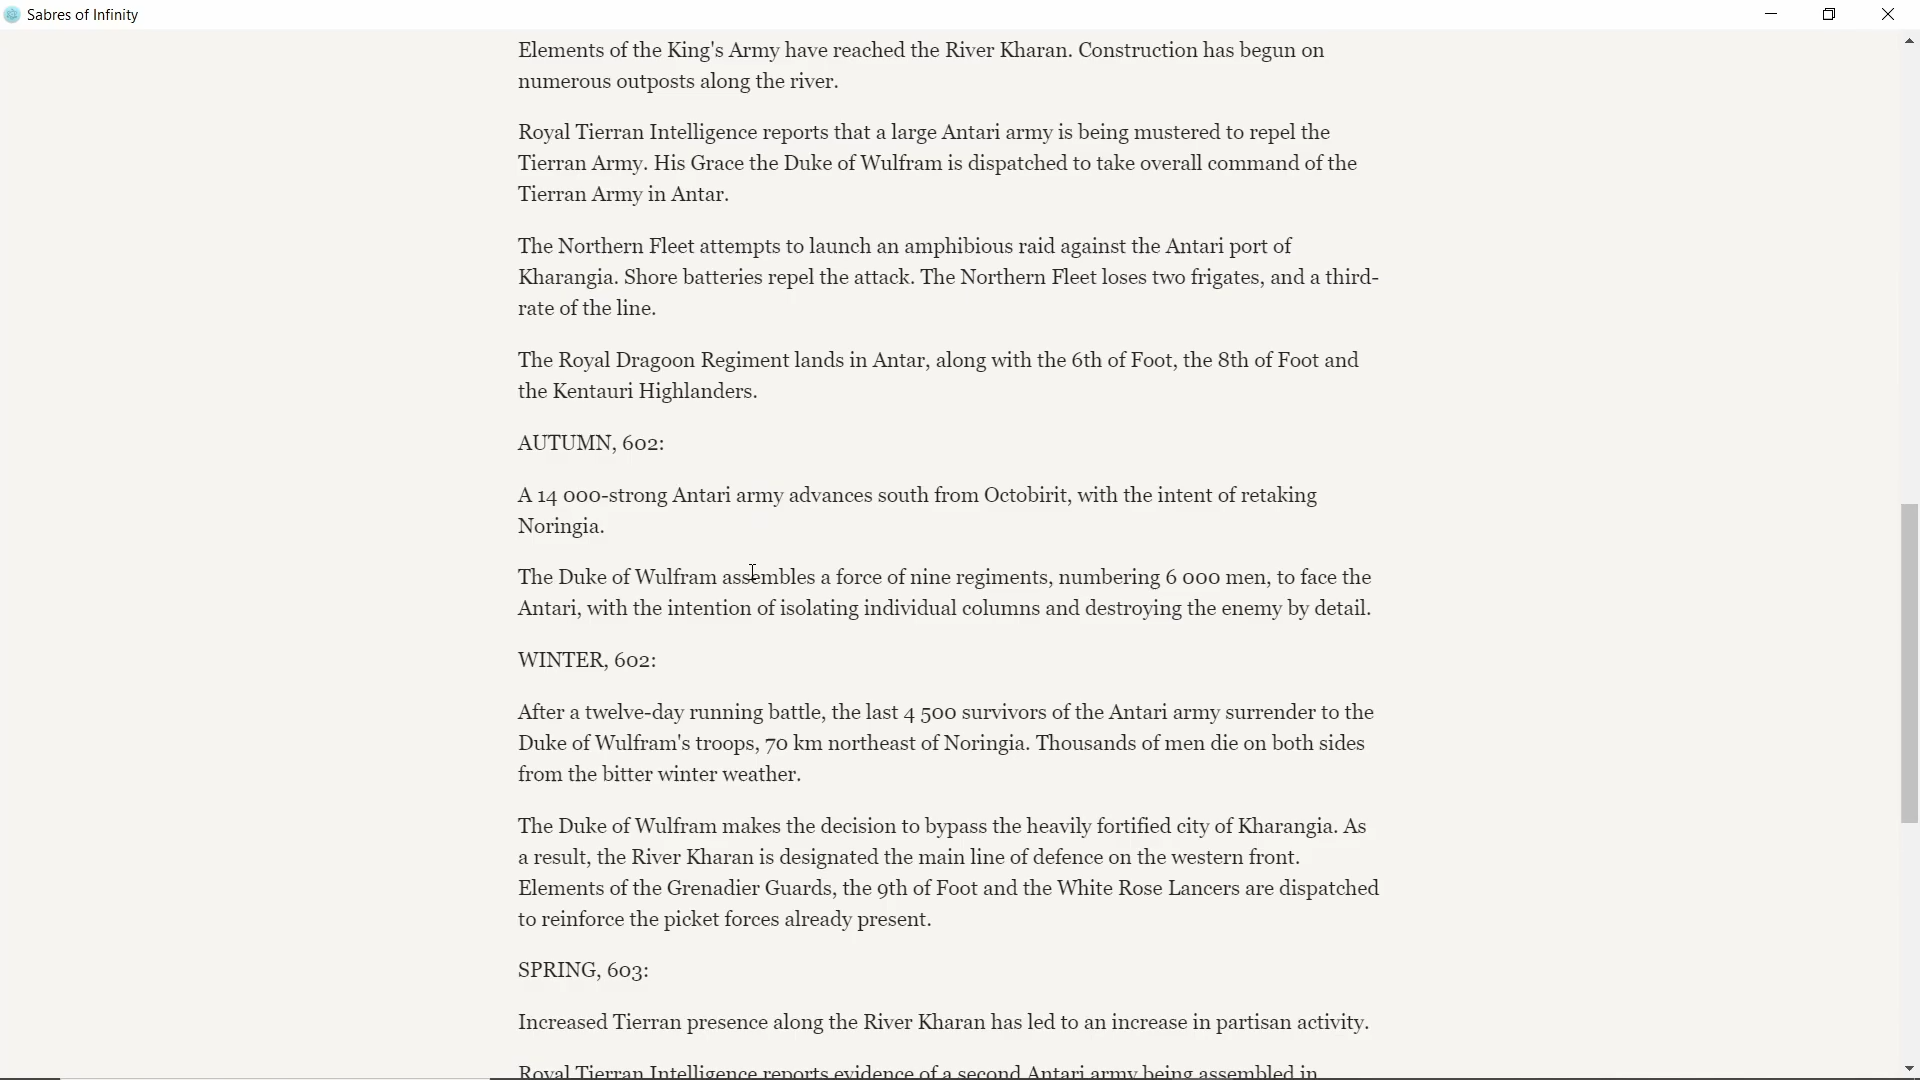 Sabres of Infinity
Elements of the King's Army have reached the River Kharan. Construction has begun on
numerous outposts along the river.
Royal Tierran Intelligence reports that a large Antari army is being mustered to repel the
Tierran Army. His Grace the Duke of Wulfram is dispatched to take overall command of the
Tierran Army in Antar.
The Northern Fleet attempts to launch an amphibious raid against the Antari port of
Kharangia. Shore batteries repel the attack. The Northern Fleet loses two frigates, and a third-
rate of the line.
The Royal Dragoon Regiment lands in Antar, along with the 6th of Foot, the 8th of Foot and
the Kentauri Highlanders.
AUTUMN, 602:
A 14 000-strong Antari army advances south from Octobirit, with the intent of retaking
Noringia.
The Duke of Wulfram assembles a force of nine regiments, numbering 6 000 men, to face the
Antari, with the intention of isolating individual columns and destroying the enemy by detail.
WINTER, 602:
After a twelve-day running battle, the last 4 500 survivors of the Antari army surrender to the
Duke of Wulfram's troops, 70 km northeast of Noringia. Thousands of men die on both sides
from the bitter winter weather.
The Duke of Wulfram makes the decision to bypass the heavily fortified city of Kharangia. As
a result, the River Kharan is designated the main line of defence on the western front.
Elements of the Grenadier Guards, the 9th of Foot and the White Rose Lancers are dispatched
to reinforce the picket forces already present.
SPRING, 603:
Increased Tierran presence along the River Kharan has led to an increase in partisan activity.
Royal Tierran Intelligence reports evidence of a second Antari army being assembled in